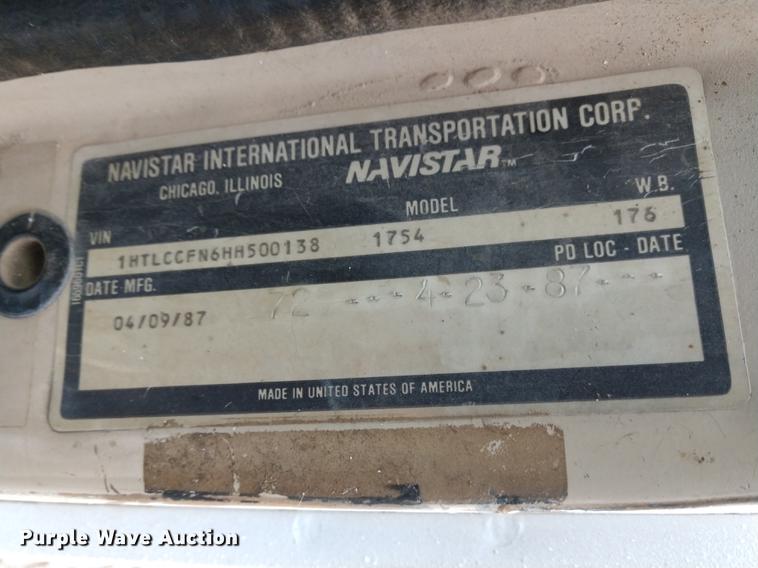 NAVISTAR INTERNATIONAL TRANSPORTATION CORP.
CHICAGO, ILLINOIS NAVISTAR™
VIN MODEL W.B.
1HTLCCFN6HH500138 1754 176
DATE MFG. PD LOC - DATE
04/09/87 72 ---4-23-87---
MADE IN UNITED STATES OF AMERICA
Purple Wave Auction